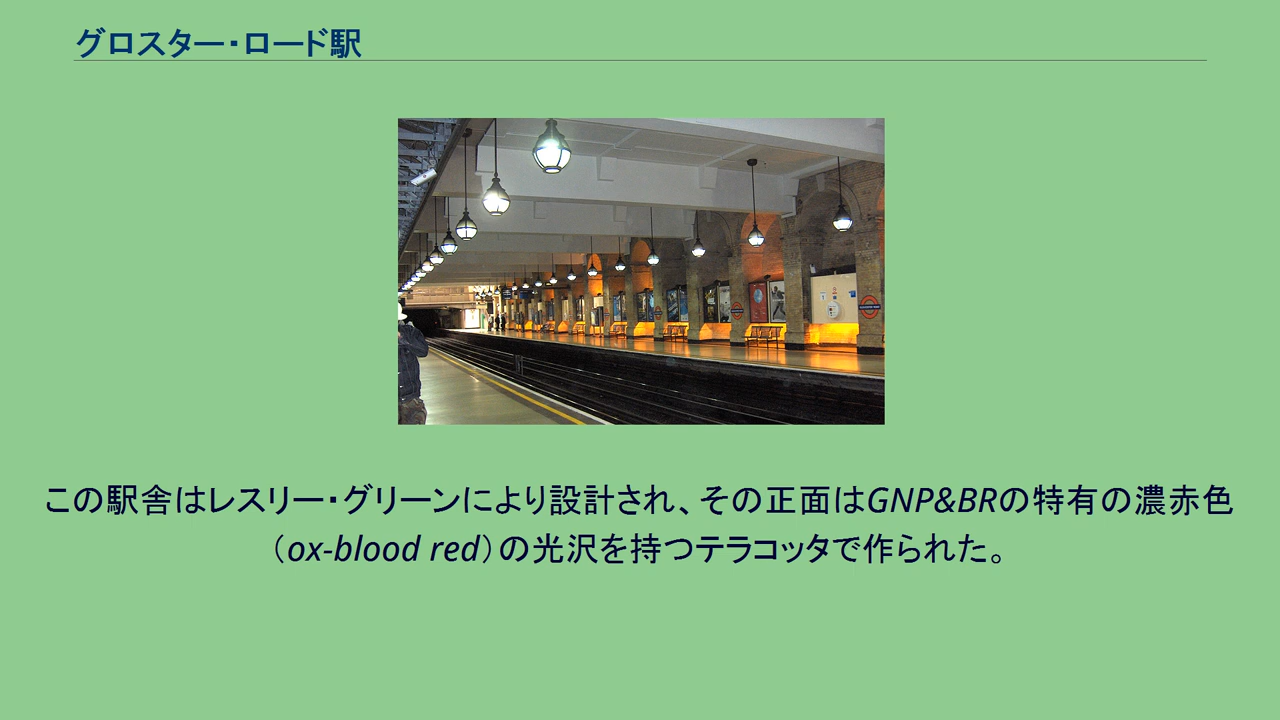 グロスター・ロード駅
この駅舎はレスリー・グリーンにより設計され、その正面はGNP&BRの特有の濃赤色
（ox-blood red）の光沢を持つテラコッタで作られた。